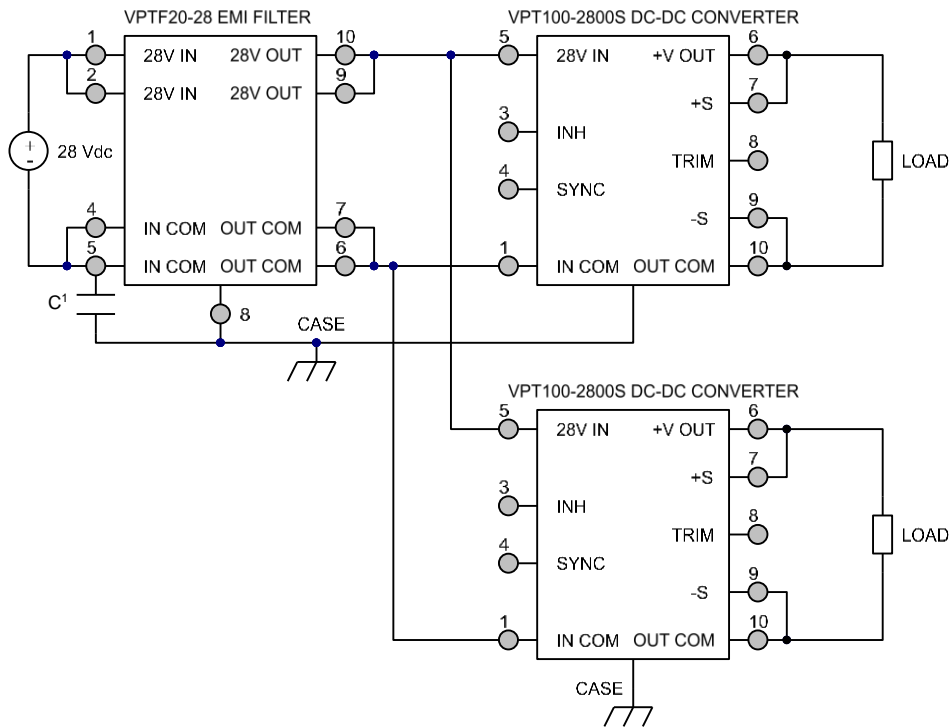 VPTF20-28 EMI FILTER
VPT100-2800S DC-DC CONVERTER
1
10
5
6
28V IN
28V OUT
28V IN
+V OUT
2
9
7
28V IN
28V OUT
+S
3
INH
8
+
-
28 Vdc
TRIM
LOAD
4
SYNC
4
7
9
IN COM
OUT COM
-S
5
6
1
10
IN COM
OUT COM
IN COM
OUT COM
C¹
8
CASE
VPT100-2800S DC-DC CONVERTER
5
6
28V IN
+V OUT
7
+S
3
INH
8
TRIM
LOAD
4
SYNC
9
-S
1
10
IN COM
OUT COM
CASE